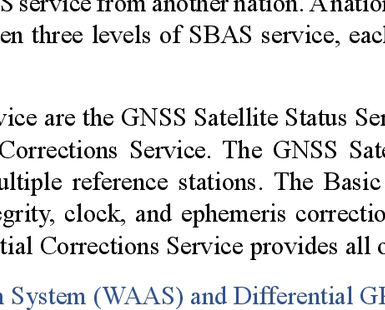 S service from another nation. A nation
en three levels of SBAS service, each
vice are the GNSS Satellite Status Ser
Corrections Service. The GNSS Sate
ultiple reference stations. The Basic
egrity, clock, and ephemeris correctio
tial Corrections Service provides all o
n System (WAAS) and Differential GP